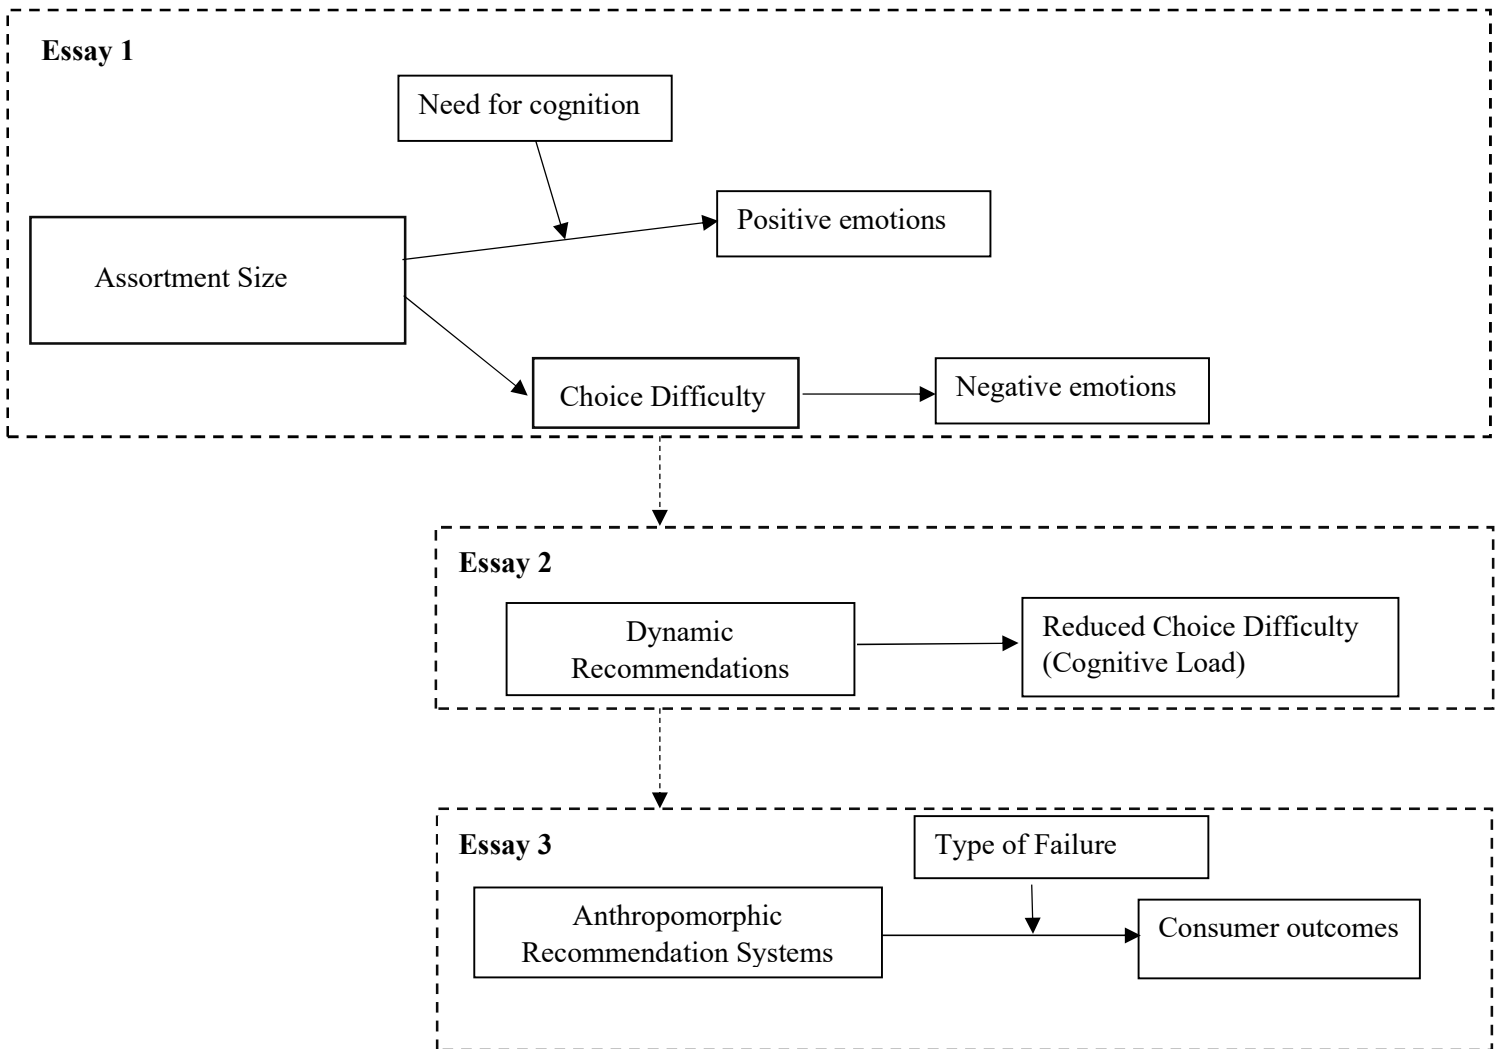 Essay 1
Need for cognition
Positive emotions
Assortment Size
Choice Difficulty
Negative emotions
Essay 2
Dynamic
Recommendations
Reduced Choice Difficulty
(Cognitive Load)
Essay 3
Type of Failure
Anthropomorphic
Recommendation Systems
Consumer outcomes